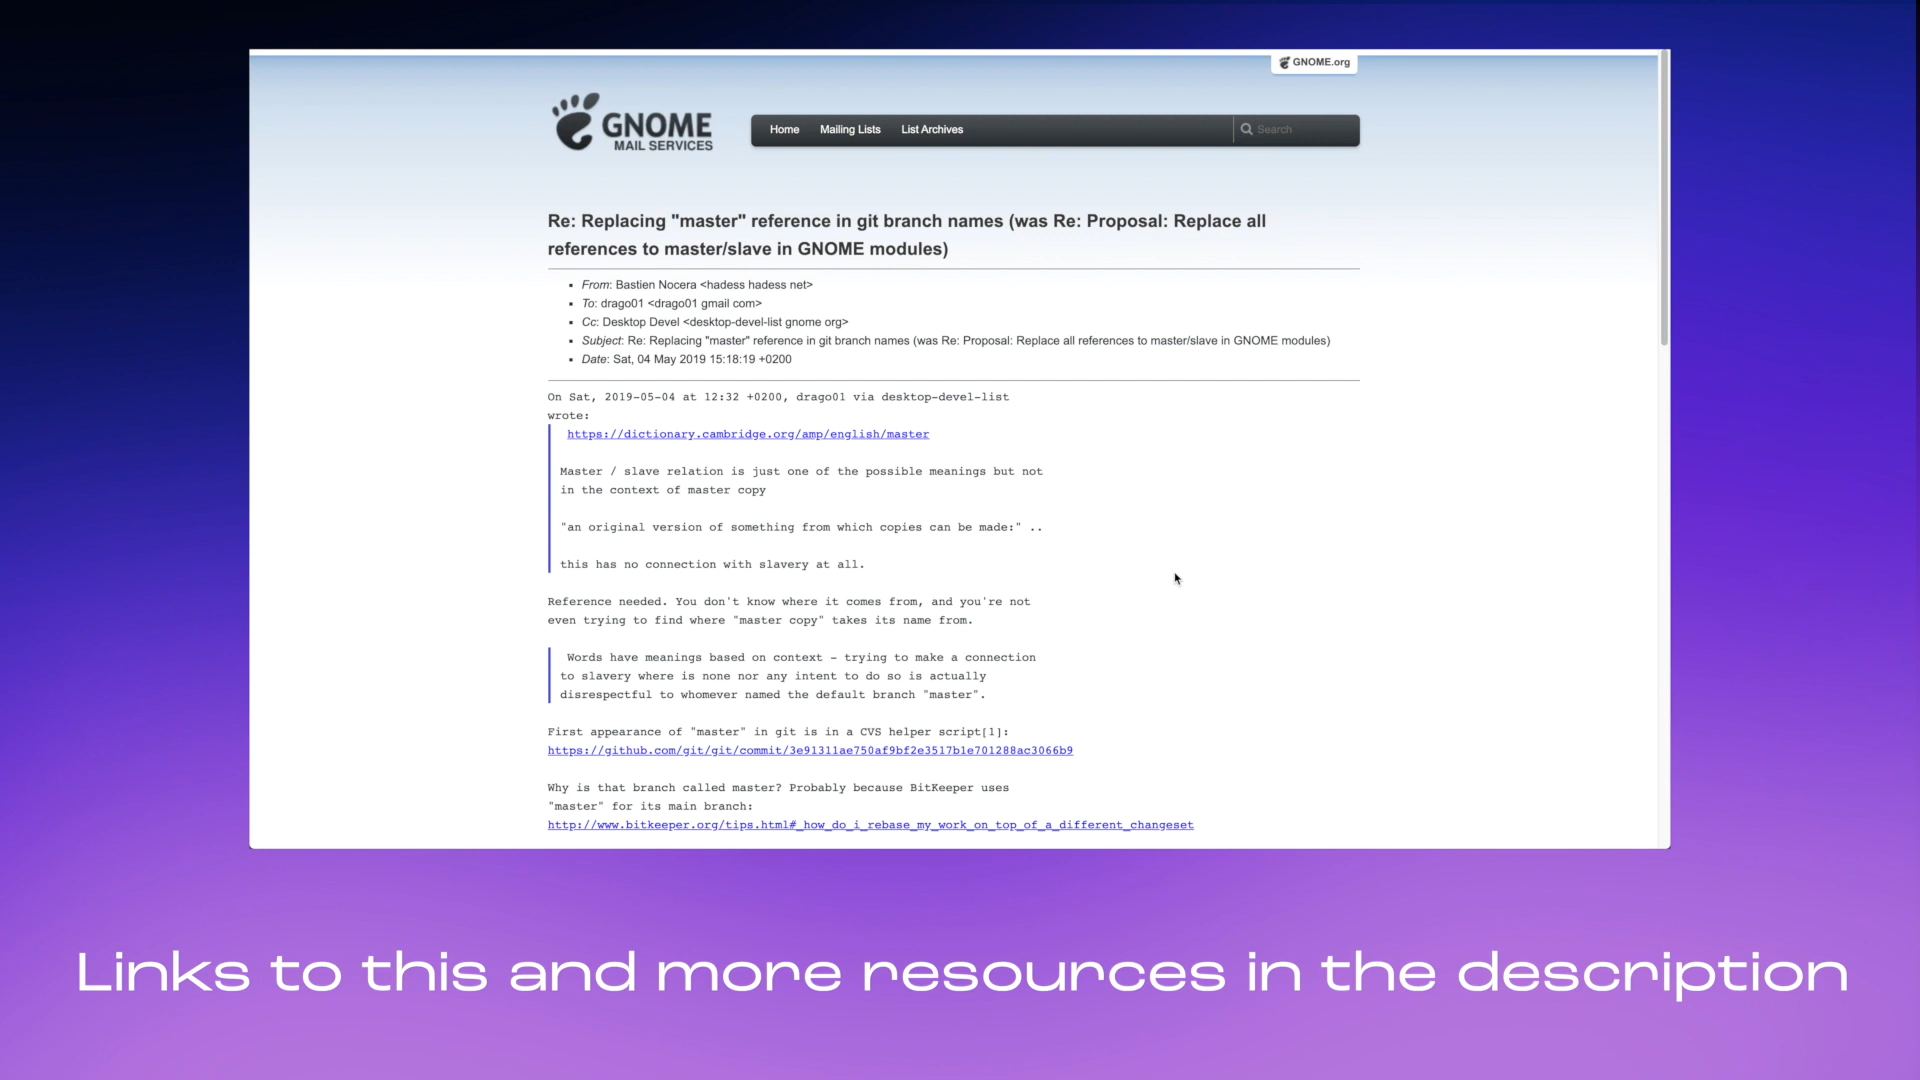 GNOME.org
GNOME
MAIL SERVICES
Home Mailing Lists List Archives Search
Re: Replacing "master" reference in git branch names (was Re: Proposal: Replace all
references to master/slave in GNOME modules)
From: Bastien Nocera <hadess hadess net>
To: drago01 <drago01 gmail com>
Cc: Desktop Devel <desktop-devel-list gnome org>
Subject: Re: Replacing "master" reference in git branch names (was Re: Proposal: Replace all references to master/slave in GNOME modules)
Date: Sat, 04 May 2019 15:18:19 +0200
On Sat, 2019-05-04 at 12:32 +0200, drago01 via desktop-devel-list
wrote:
https://dictionary.cambridge.org/amp/english/master
Master / slave relation is just one of the possible meanings but not
in the context of master copy
"an original version of something from which copies can be made:" ..
this has no connection with slavery at all.
Reference needed. You don't know where it comes from, and you're not
even trying to find where "master copy" takes its name from.
Words have meanings based on context - trying to make a connection
to slavery where is none nor any intent to do so is actually
disrespectful to whomever named the default branch "master".
First appearance of "master" in git is in a CVS helper script[1]:
https://github.com/git/git/commit/3e91311ae750af9bf2e3517b1e701288ac3066b9
Why is that branch called master? Probably because BitKeeper uses
"master" for its main branch:
http://www.bitkeeper.org/tips.html#_how_do_i_rebase_my_work_on_top_of_a_different_changeset
Links to this and more resources in the description